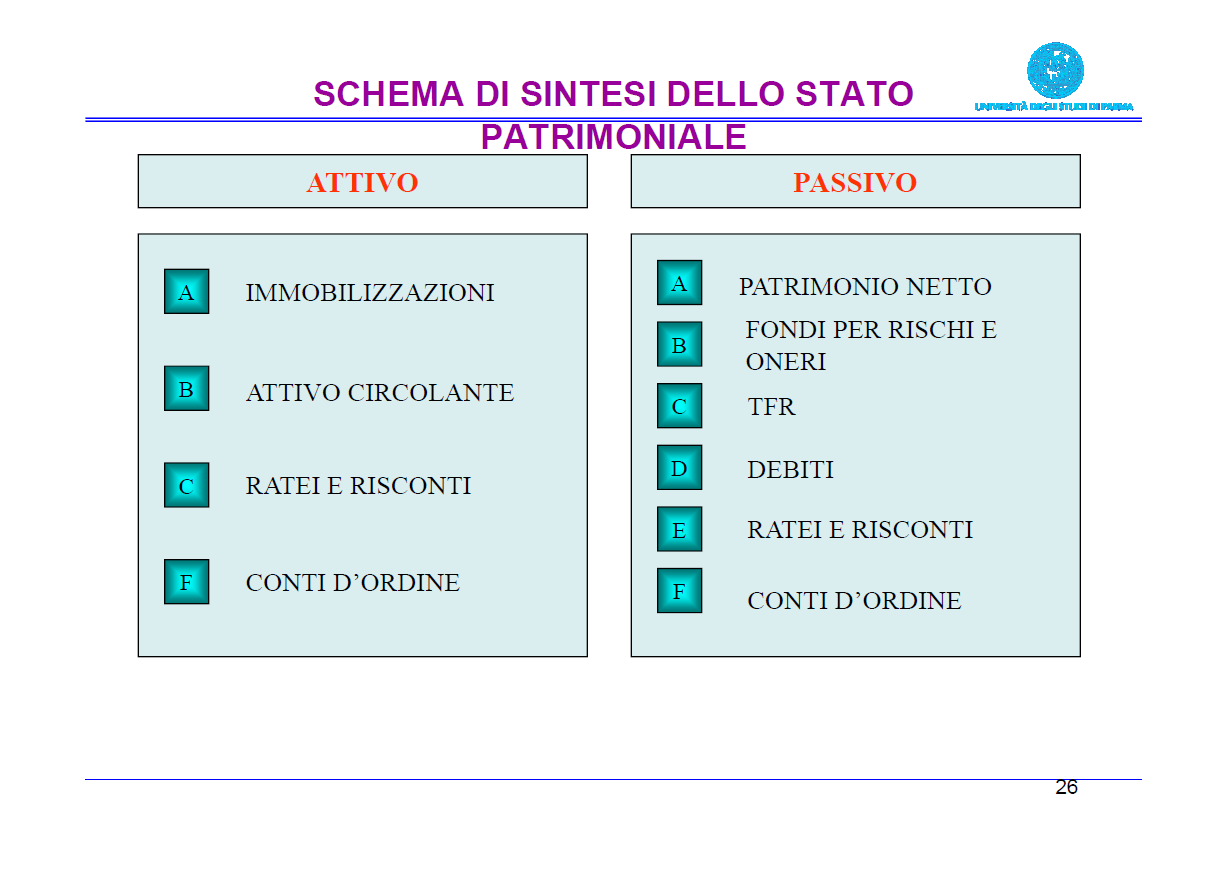 SCHEMA DI SINTESI DELLO STATO
PATRIMONIALE
UNIVERSITÀ DEGLI STUDI DI PARMA
ATTIVO
A IMMOBILIZZAZIONI
B ATTIVO CIRCOLANTE
C RATEI E RISCONTI
F CONTI D’ORDINE
PASSIVO
A PATRIMONIO NETTO
B FONDI PER RISCHI E
ONERI
C TFR
D DEBITI
E RATEI E RISCONTI
F CONTI D’ORDINE
26